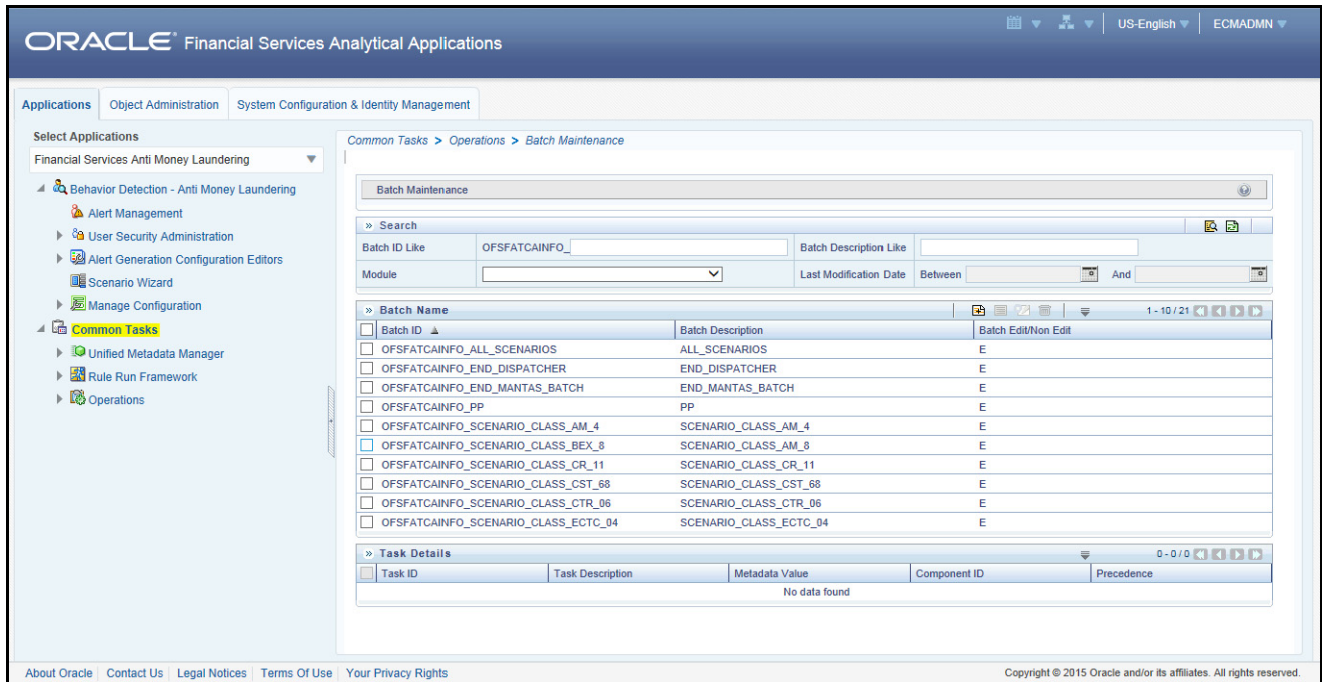 US-English ECMADMN
ORACLE® Financial Services Analytical Applications
Applications Object Administration System Configuration & Identity Management
Select Applications
Financial Services Anti Money Laundering
Behavior Detection - Anti Money Laundering
Alert Management
User Security Administration
Alert Generation Configuration Editors
Scenario Wizard
Manage Configuration
Common Tasks
Unified Metadata Manager
Rule Run Framework
Operations
Common Tasks > Operations > Batch Maintenance
Batch Maintenance
» Search
Batch ID Like OFSFATCAINFO_ Batch Description Like
Module Last Modification Date Between And
» Batch Name 1 - 10 / 21
Batch ID Batch Description Batch Edit/Non Edit
OFSFATCAINFO_ALL_SCENARIOS ALL_SCENARIOS E
OFSFATCAINFO_END_DISPATCHER END_DISPATCHER E
OFSFATCAINFO_END_MANTAS_BATCH END_MANTAS_BATCH E
OFSFATCAINFO_PP PP E
OFSFATCAINFO_SCENARIO_CLASS_AM_4 SCENARIO_CLASS_AM_4 E
OFSFATCAINFO_SCENARIO_CLASS_BEX_8 SCENARIO_CLASS_AM_8 E
OFSFATCAINFO_SCENARIO_CLASS_CR_11 SCENARIO_CLASS_CR_11 E
OFSFATCAINFO_SCENARIO_CLASS_CST_68 SCENARIO_CLASS_CST_68 E
OFSFATCAINFO_SCENARIO_CLASS_CTR_06 SCENARIO_CLASS_CTR_06 E
OFSFATCAINFO_SCENARIO_CLASS_ECTC_04 SCENARIO_CLASS_ECTC_04 E
» Task Details 0 - 0 / 0
Task ID Task Description Metadata Value Component ID Precedence
No data found
About Oracle Contact Us Legal Notices Terms Of Use Your Privacy Rights Copyright © 2015 Oracle and/or its affiliates. All rights reserved.